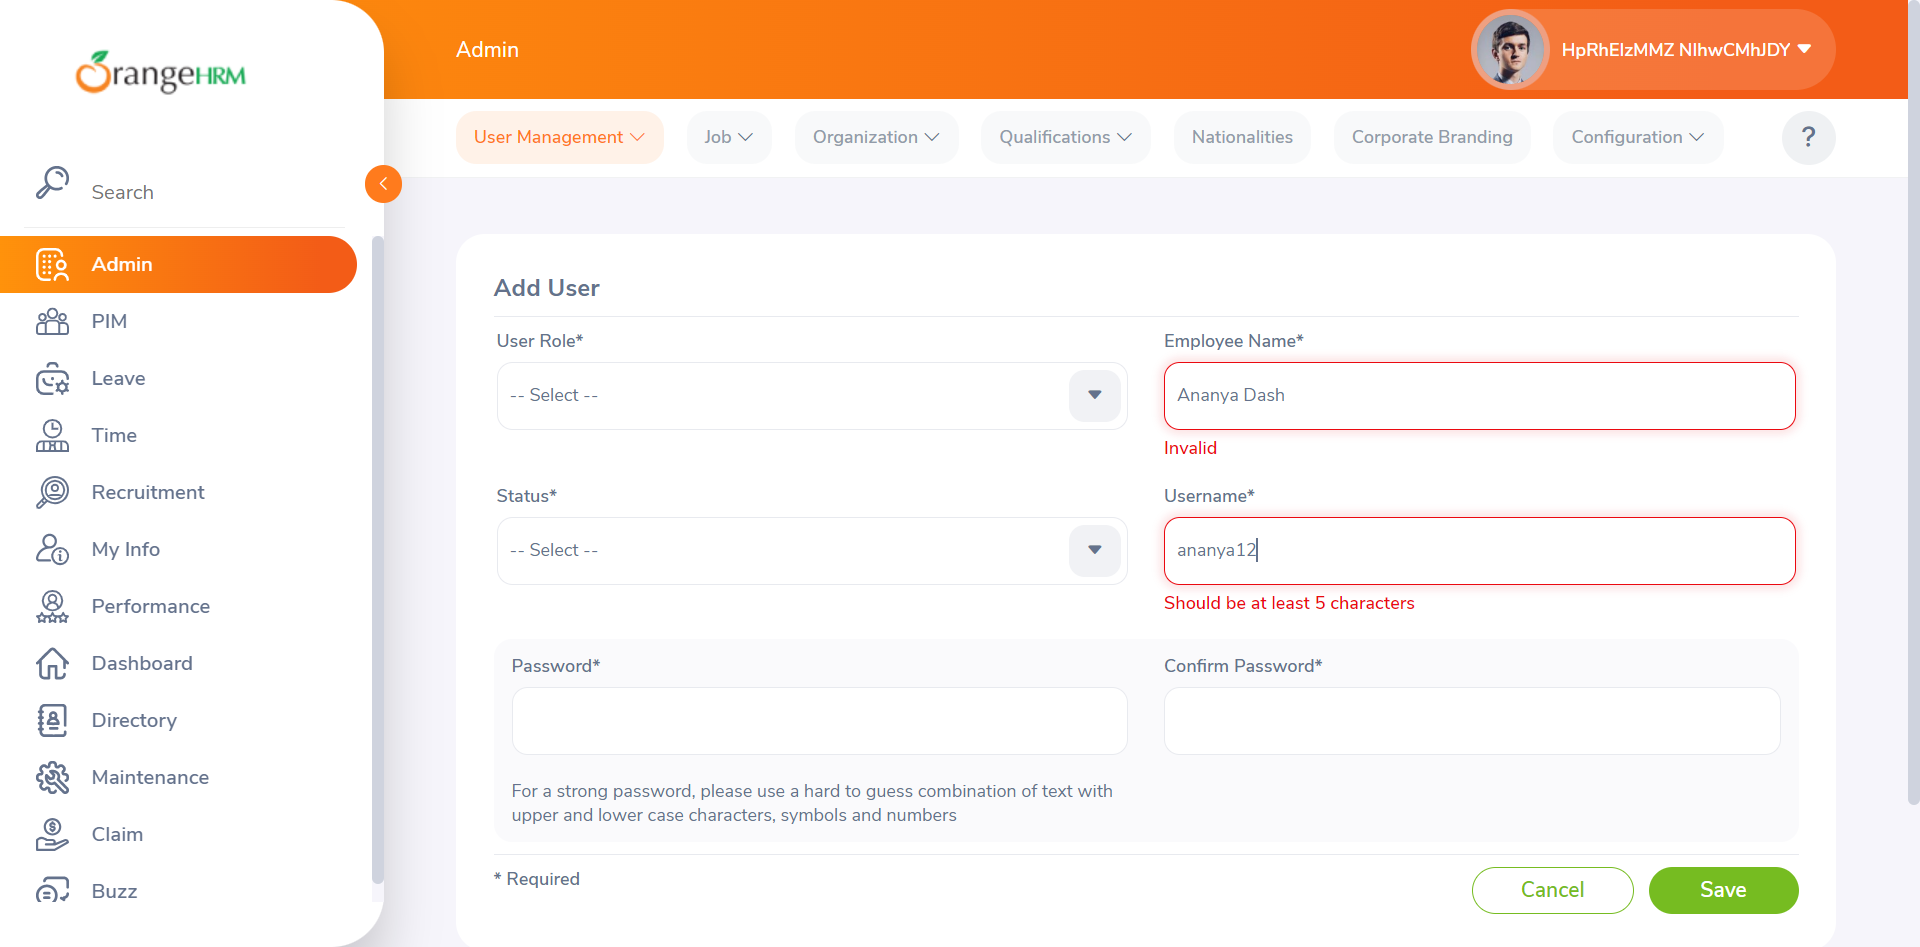 OrangeHRM
Admin
HpRhEIzMMZ NIhwCMhJDY
User Management
Job
Organization
Qualifications
Nationalities
Corporate Branding
Configuration
?
Search
Admin
PIM
Leave
Time
Recruitment
My Info
Performance
Dashboard
Directory
Maintenance
Claim
Buzz
Add User
User Role*
-- Select --
Employee Name*
Ananya Dash
Invalid
Status*
-- Select --
Username*
ananya12
Should be at least 5 characters
Password*
Confirm Password*
For a strong password, please use a hard to guess combination of text with
upper and lower case characters, symbols and numbers
* Required
Cancel
Save